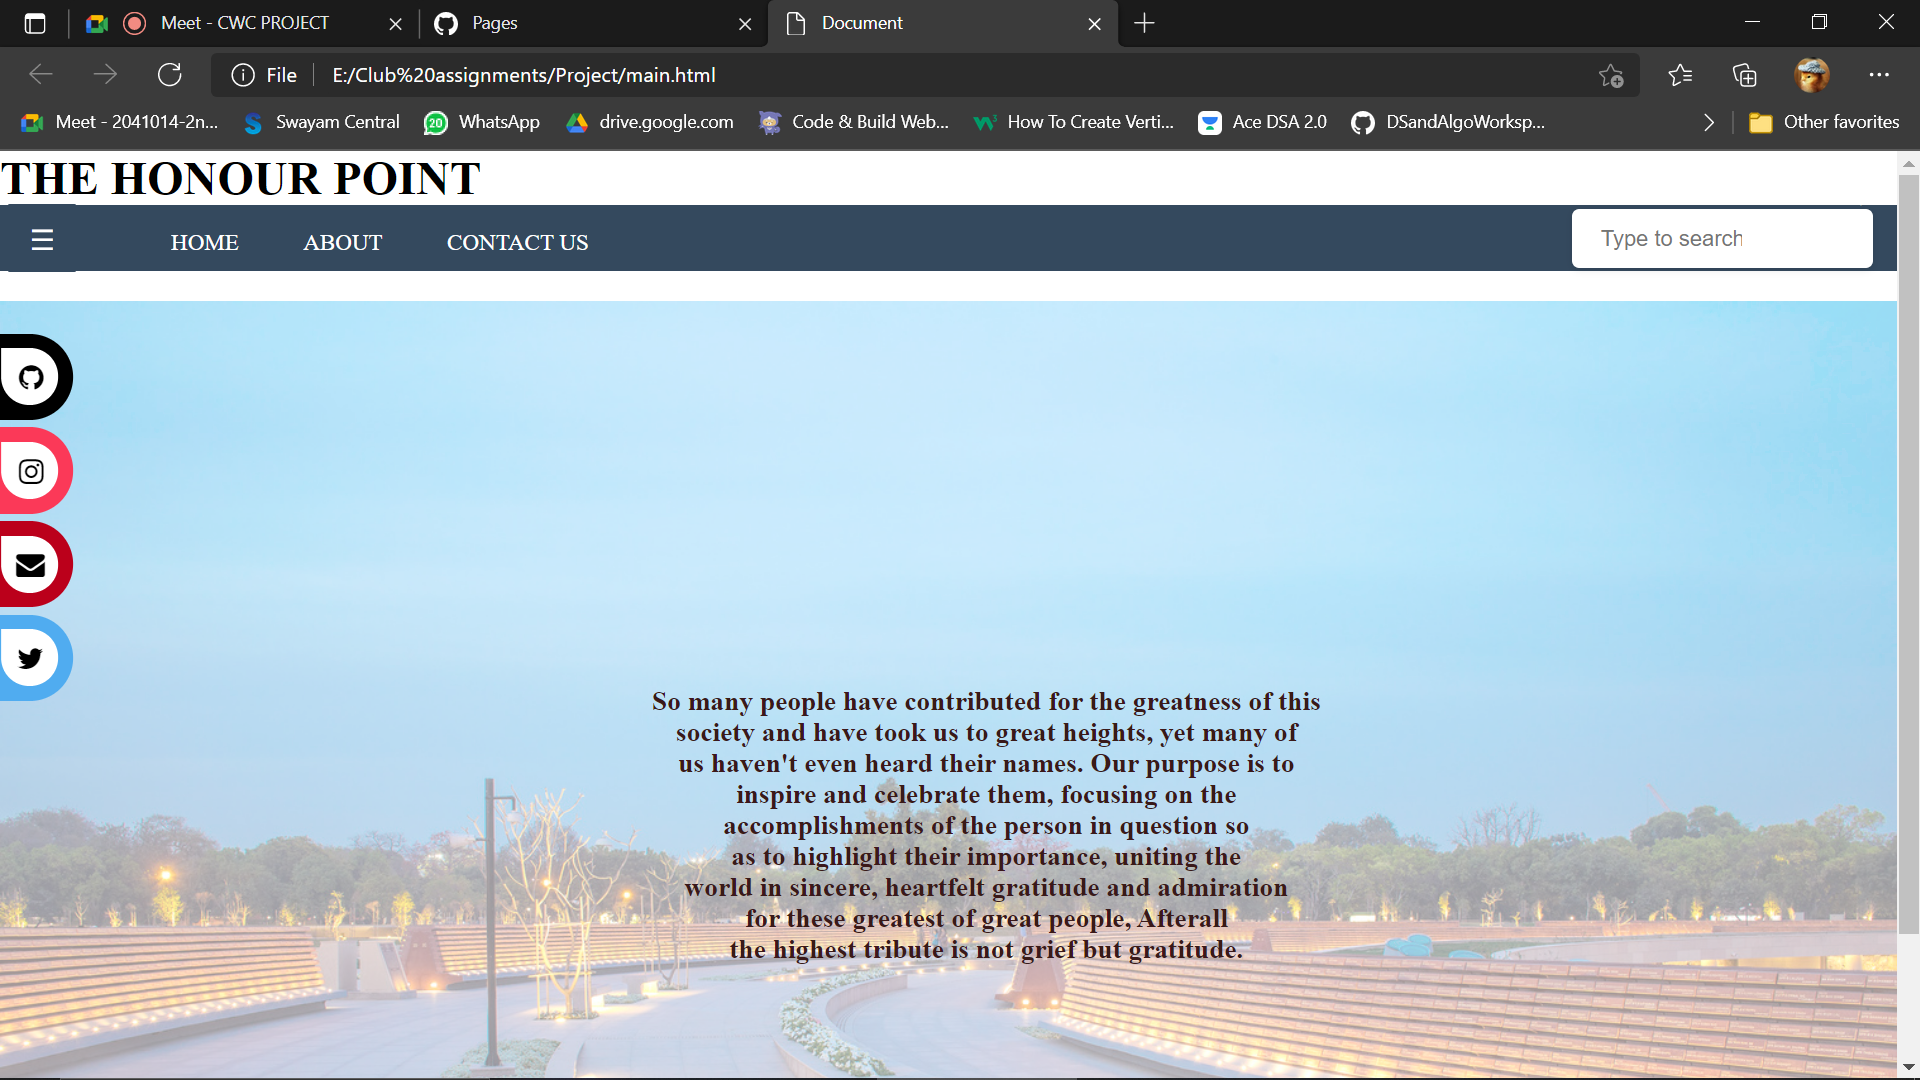 Meet - CWC PROJECT
Pages
Document
File
E:/Club%20assignments/Project/main.html
Meet - 2041014-2n...
Swayam Central
20
WhatsApp
drive.google.com
Code & Build Web...
How To Create Verti...
Ace DSA 2.0
DSandAlgoWorksp...
Other favorites
THE HONOUR POINT
☰
HOME
ABOUT
CONTACT US
Type to search
So many people have contributed for the greatness of this
society and have took us to great heights, yet many of
us haven't even heard their names. Our purpose is to
inspire and celebrate them, focusing on the
accomplishments of the person in question so
as to highlight their importance, uniting the
world in sincere, heartfelt gratitude and admiration
for these greatest of great people, Afterall
the highest tribute is not grief but gratitude.